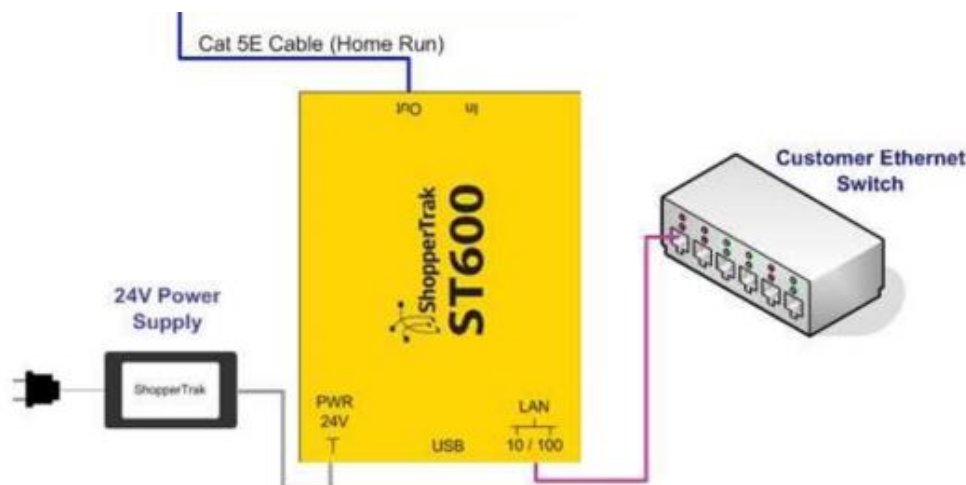 Cat 5E Cable (Home Run)
Out
In
ShopperTrak
ST600
Customer Ethernet
Switch
24V Power
Supply
ShopperTrak
PWR
24V
USB
LAN
10 / 100